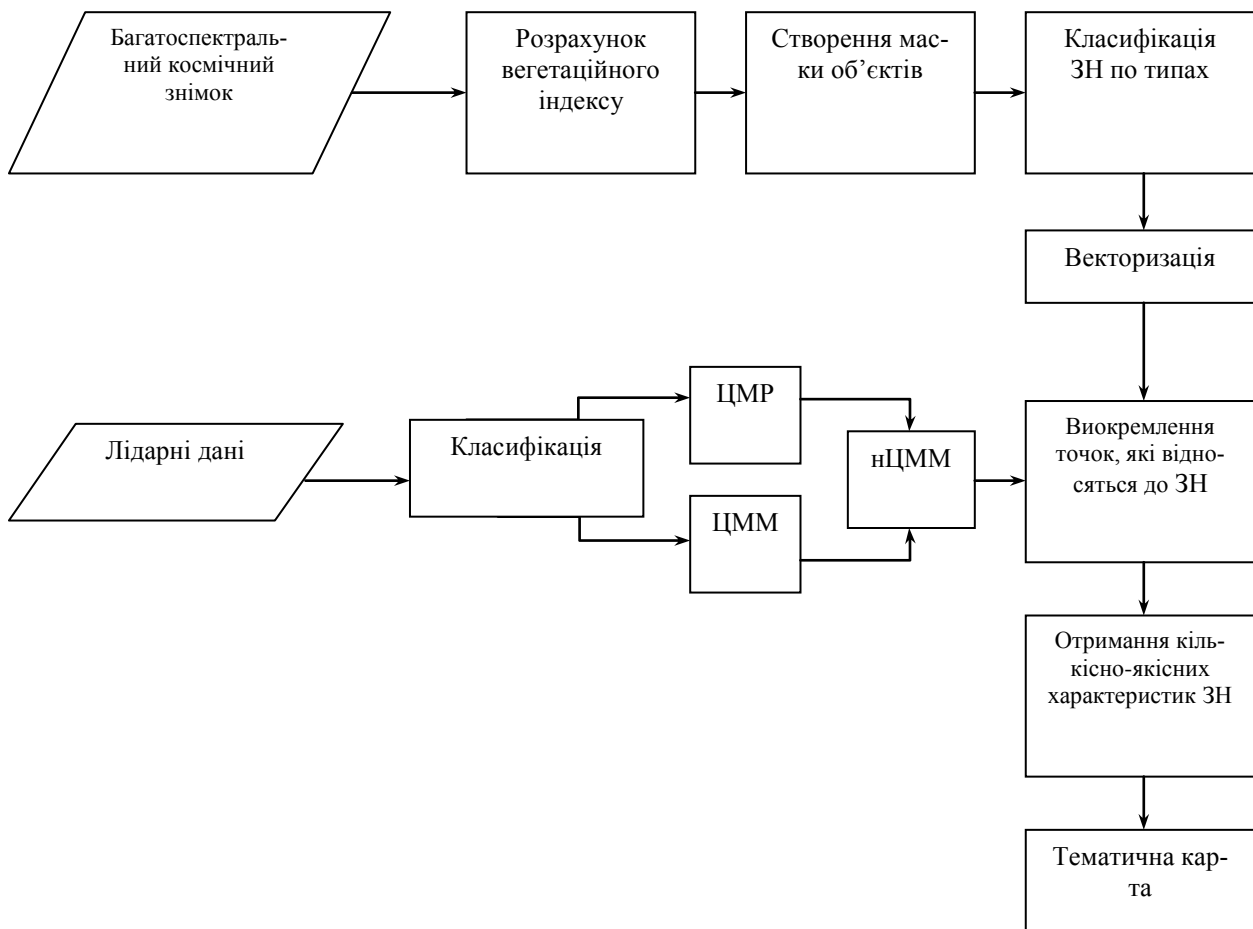 Багатоспектраль-
ний космічний
знімок
Розрахунок
вегетаційного
індексу
Створення мас-
ки об’єктів
Класифікація
ЗН по типах
Векторизація
Лідарні дані
Класифікація
ЦМР
ЦММ
нЦММ
Виокремлення
точок, які відно-
сяться до ЗН
Отримання кіль-
кісно-якісних
характеристик ЗН
Тематична кар-
та